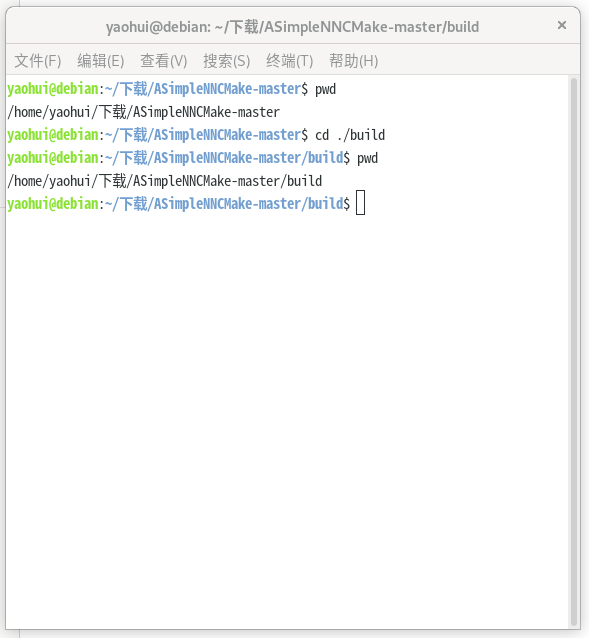 yaohui@debian: ~/下载/ASimpleNNCMake-master/build ×
文件(F) 编辑(E) 查看(V) 搜索(S) 终端(T) 帮助(H)
yaohui@debian:~/下载/ASimpleNNCMake-master$ pwd
/home/yaohui/下载/ASimpleNNCMake-master
yaohui@debian:~/下载/ASimpleNNCMake-master$ cd ./build
yaohui@debian:~/下载/ASimpleNNCMake-master/build$ pwd
/home/yaohui/下载/ASimpleNNCMake-master/build
yaohui@debian:~/下载/ASimpleNNCMake-master/build$